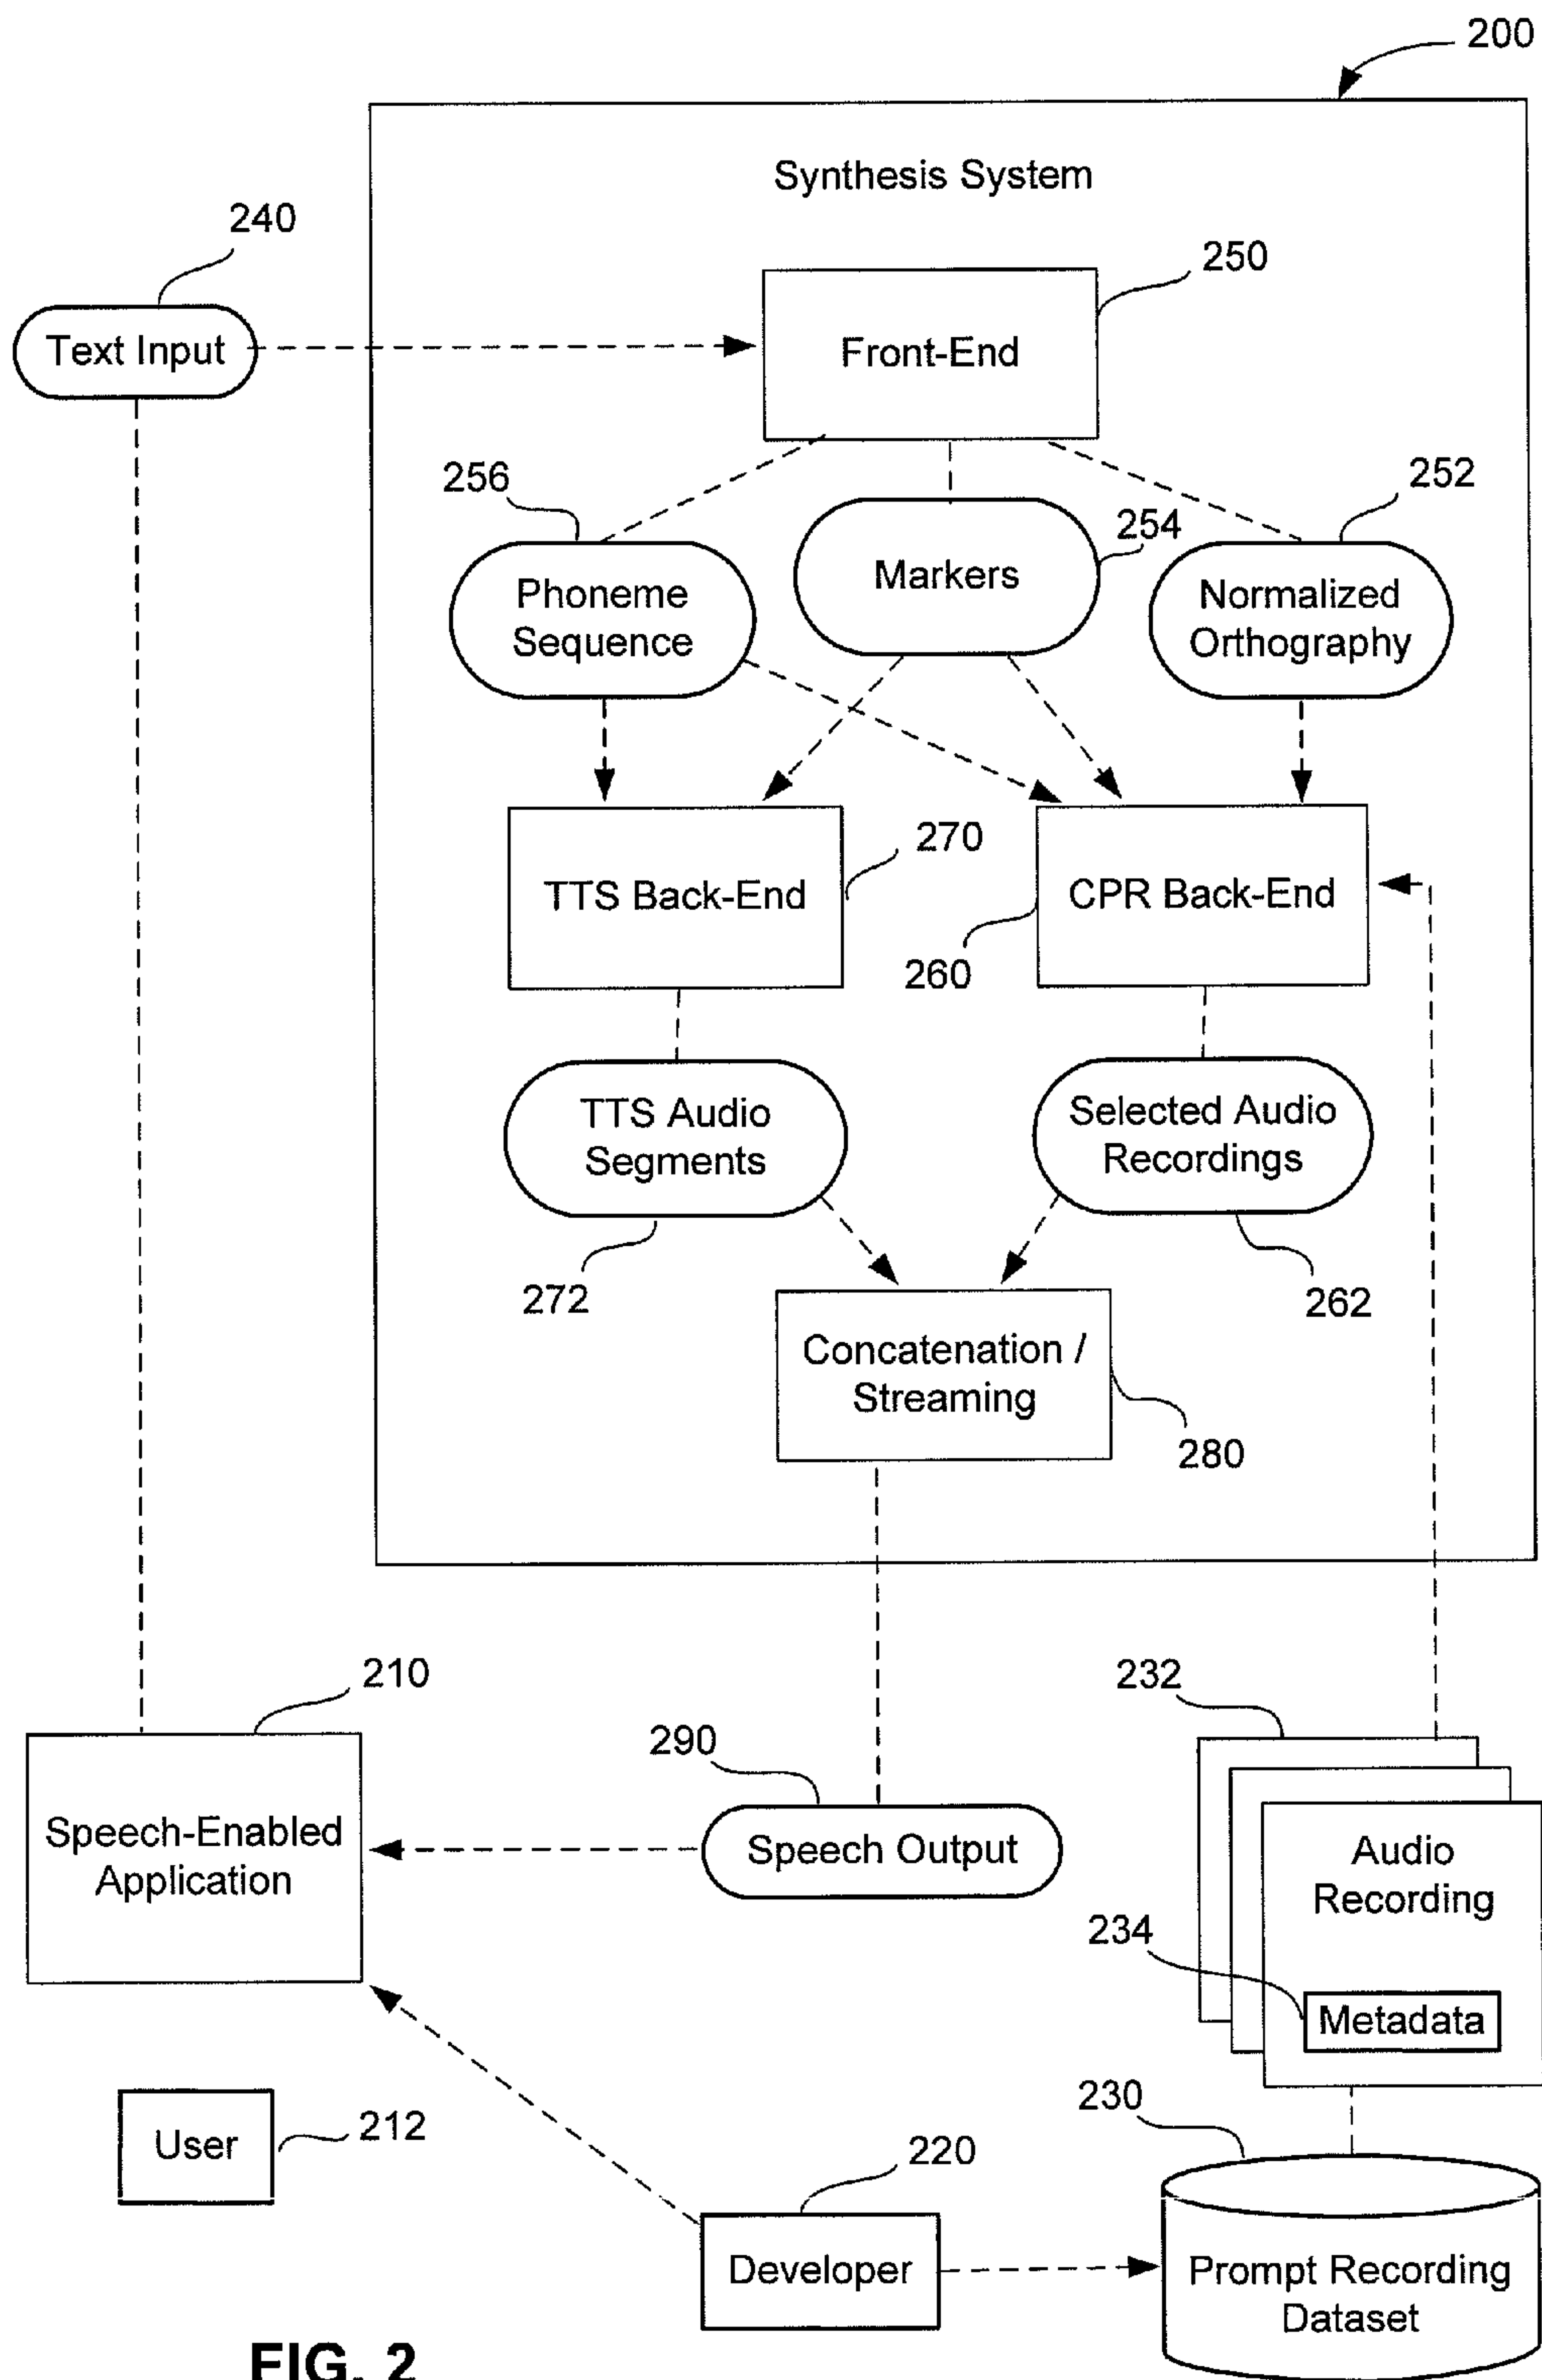 200
Synthesis System
240
250
Text Input
Front-End
256
252
254
Phoneme
Sequence
Markers
Normalized
Orthography
270
TTS Back-End
CPR Back-End
260
TTS Audio
Segments
Selected Audio
Recordings
272
262
Concatenation /
Streaming
280
210
232
290
Speech-Enabled
Application
Speech Output
Audio
Recording
234
Metadata
230
User
212
220
Developer
Prompt Recording
Dataset
FIG. 2